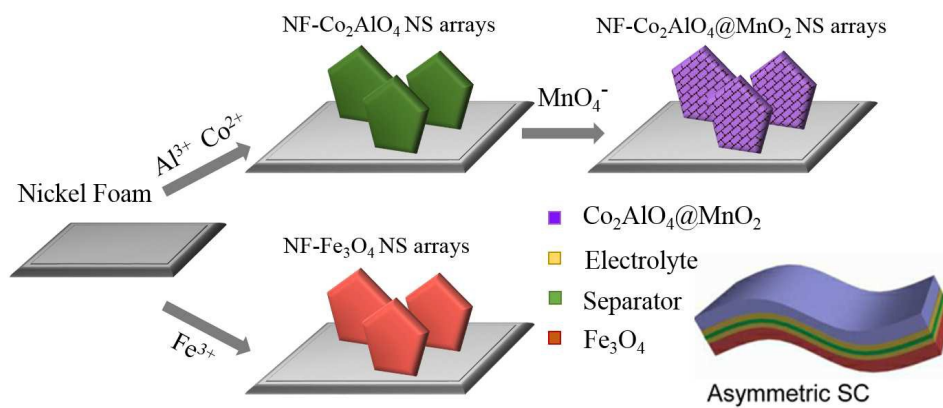 NF-Co₂AlO₄ NS arrays
NF-Co₂AlO₄@MnO₂ NS arrays
Al³⁺ Co²⁺
MnO₄⁻
Nickel Foam
Fe³⁺
NF-Fe₃O₄ NS arrays
Co₂AlO₄@MnO₂
Electrolyte
Separator
Fe₃O₄
Asymmetric SC